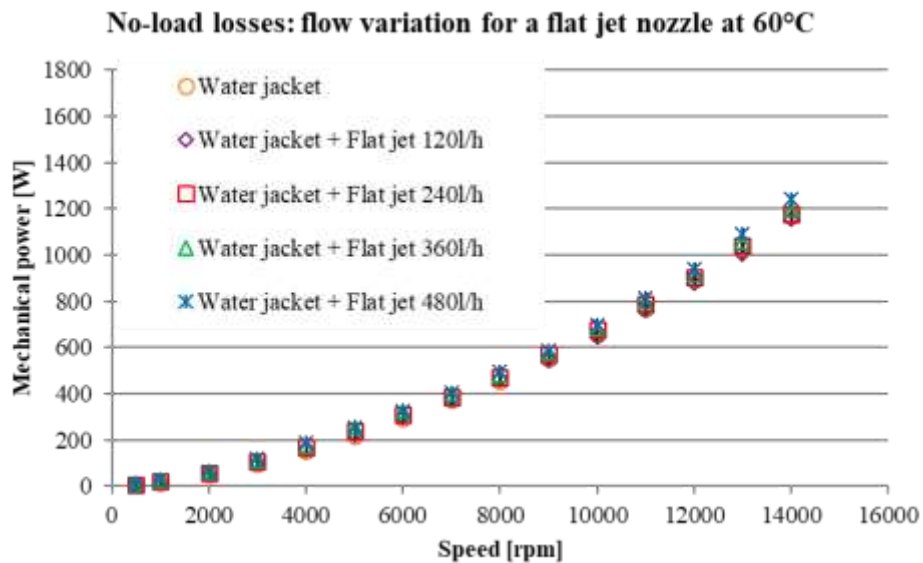 No-load losses: flow variation for a flat jet nozzle at 60°C
1800
1600
1400
1200
1000
800
600
400
200
0
Mechanical power [W]
Water jacket
Water jacket + Flat jet 120l/h
Water jacket + Flat jet 240l/h
Water jacket + Flat jet 360l/h
Water jacket + Flat jet 480l/h
0 2000 4000 6000 8000 10000 12000 14000 16000
Speed [rpm]